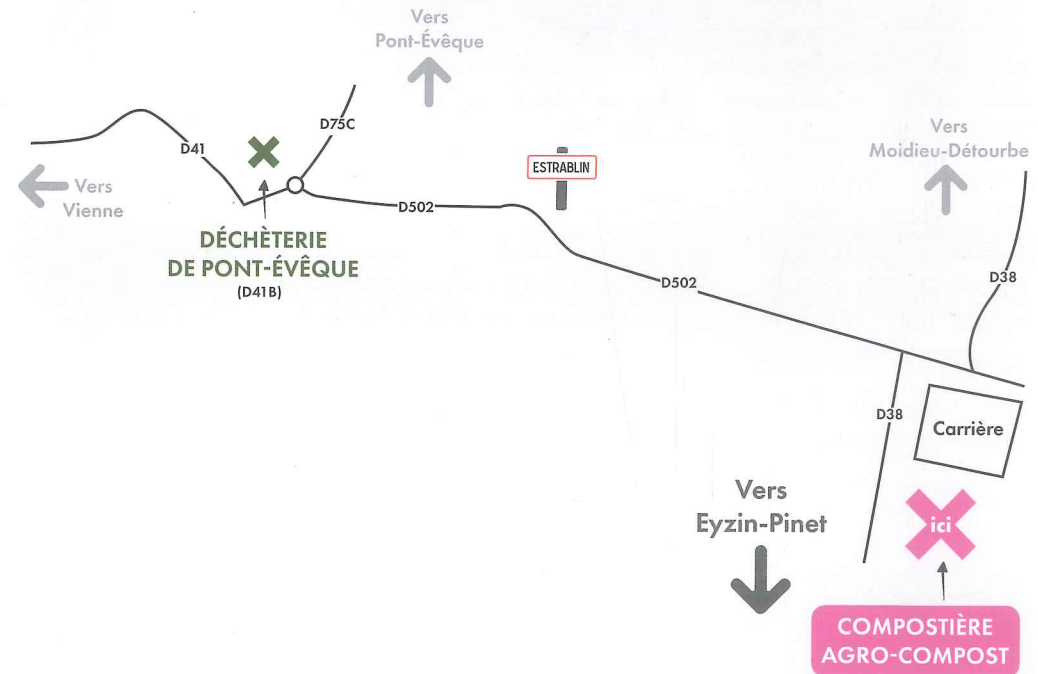 Vers
Pont-Évêque
D75C
D41
Vers
Vienne
DÉCHÈTERIE
DE PONT-ÉVÊQUE
(D41B)
D502
ESTRABLIN
Vers
Moidieu-Détourbe
D502
D38
D38
Carrière
Vers
Eyzin-Pinet
ici
COMPOSTIÈRE
AGRO-COMPOST